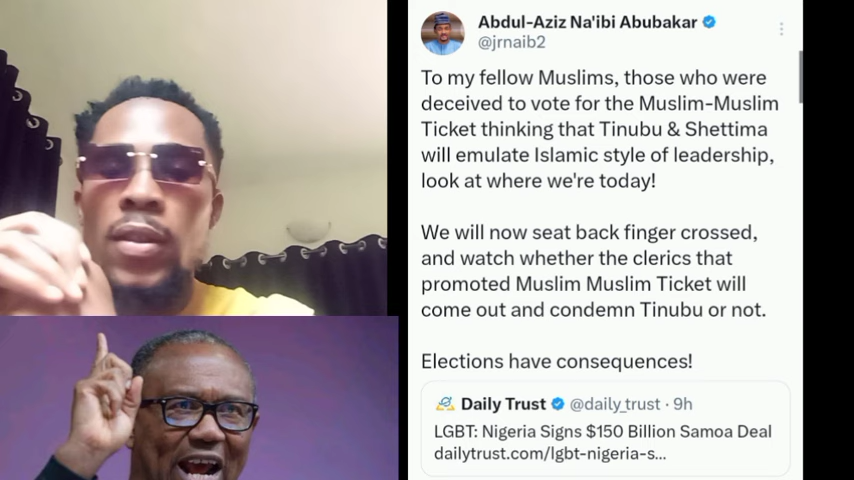 Abdul-Aziz Na'ibi Abubakar
@jrnaib2
To my fellow Muslims, those who were
deceived to vote for the Muslim-Muslim
Ticket thinking that Tinubu & Shettima
will emulate Islamic style of leadership,
look at where we're today!
We will now seat back finger crossed,
and watch whether the clerics that
promoted Muslim Muslim Ticket will
come out and condemn Tinubu or not.
Elections have consequences!
Daily Trust @daily_trust · 9h
LGBT: Nigeria Signs $150 Billion Samoa Deal
dailytrust.com/lgbt-nigeria-s...